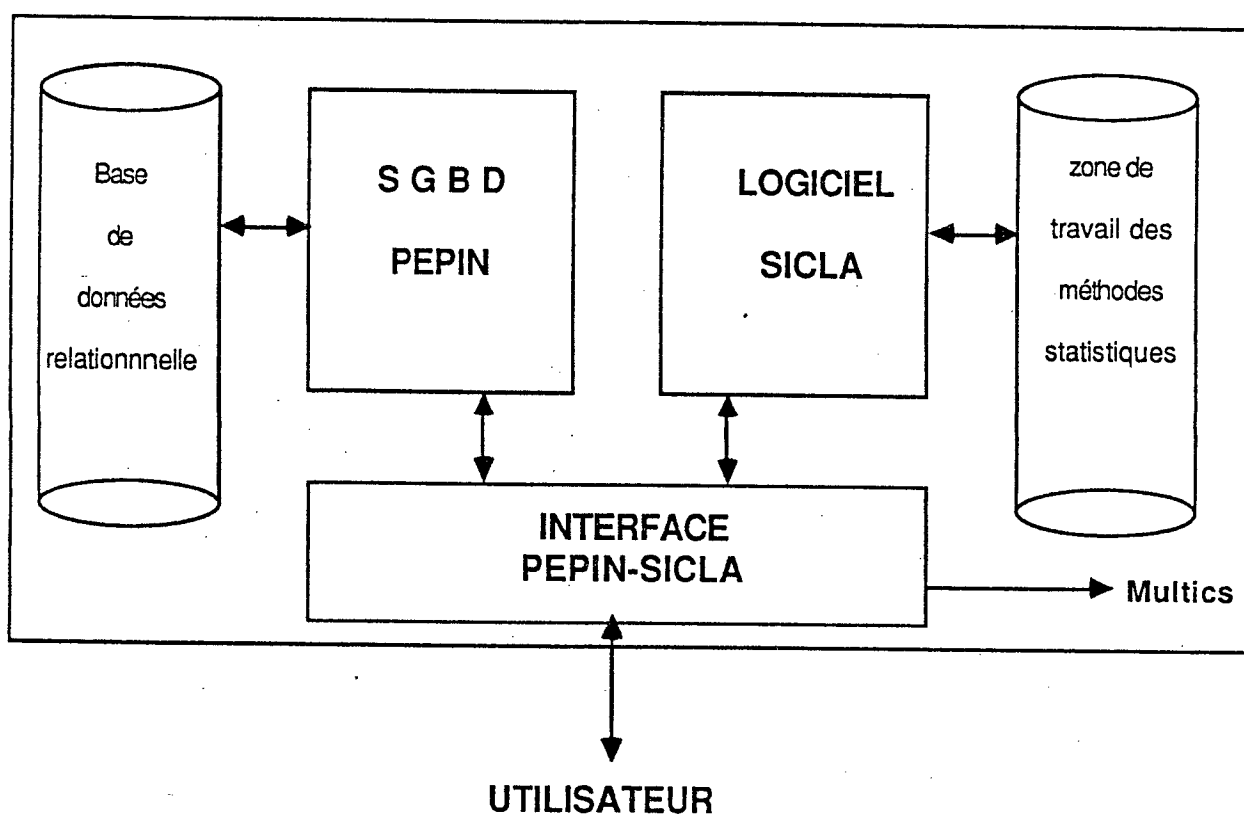 Base
de
données
relationnnelle
S G B D
PEPIN
LOGICIEL
SICLA
zone de
travail des
méthodes
statistiques
INTERFACE
PEPIN-SICLA
Multics
UTILISATEUR